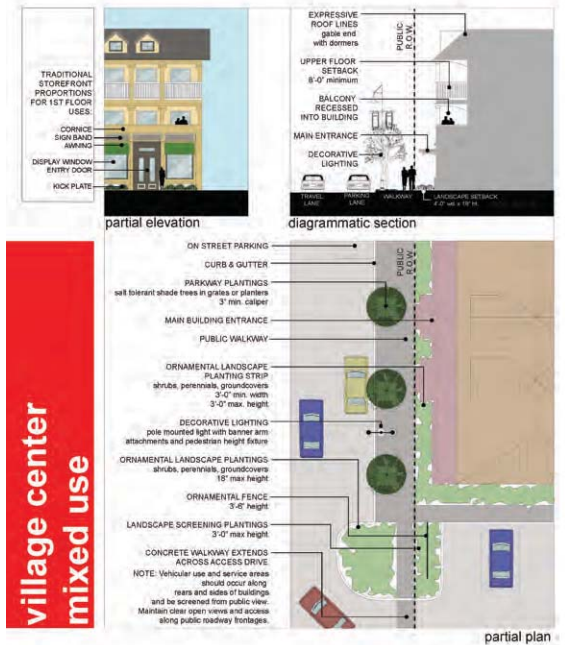 TRADITIONAL
STOREFRONT
PROPORTIONS
FOR 1ST FLOOR
USES:
CORNICE
SIGN BAND
AWNING
DISPLAY WINDOW
ENTRY DOOR
KICK PLATE
partial elevation
EXPRESSIVE
ROOF LINES
gable end
with dormers
PUBLIC
R.O.W.
UPPER FLOOR
SETBACK
8'-0" minimum
BALCONY
RECESSED
INTO BUILDING
MAIN ENTRANCE
DECORATIVE
LIGHTING
TRAVEL
LANE
PARKING
LANE
WALKWAY
LANDSCAPE SETBACK
diagrammatic section
village center
mixed use
ON STREET PARKING
CURB & GUTTER
PUBLIC
R.O.W.
PARKWAY PLANTINGS
salt tolerant shade trees in grates or planters
3" min. caliper
MAIN BUILDING ENTRANCE
PUBLIC WALKWAY
ORNAMENTAL LANDSCAPE
PLANTING STRIP
shrubs, perennials, groundcovers
3'-0" min. width
3'-0" max. height
DECORATIVE LIGHTING
pole mounted light with banner arm
attachments and pedestrian height fixture
ORNAMENTAL LANDSCAPE PLANTINGS
shrubs, perennials, groundcovers
18" max height
ORNAMENTAL FENCE
3'-6" height
LANDSCAPE SCREENING PLANTINGS
3'-0" max. height
CONCRETE WALKWAY EXTENDS
ACROSS ACCESS DRIVE
NOTE: Vehicular use and service areas
should occur along
rears and sides of buildings
and be screened from public view.
Maintain clear open views and access
along public roadway frontages.
partial plan